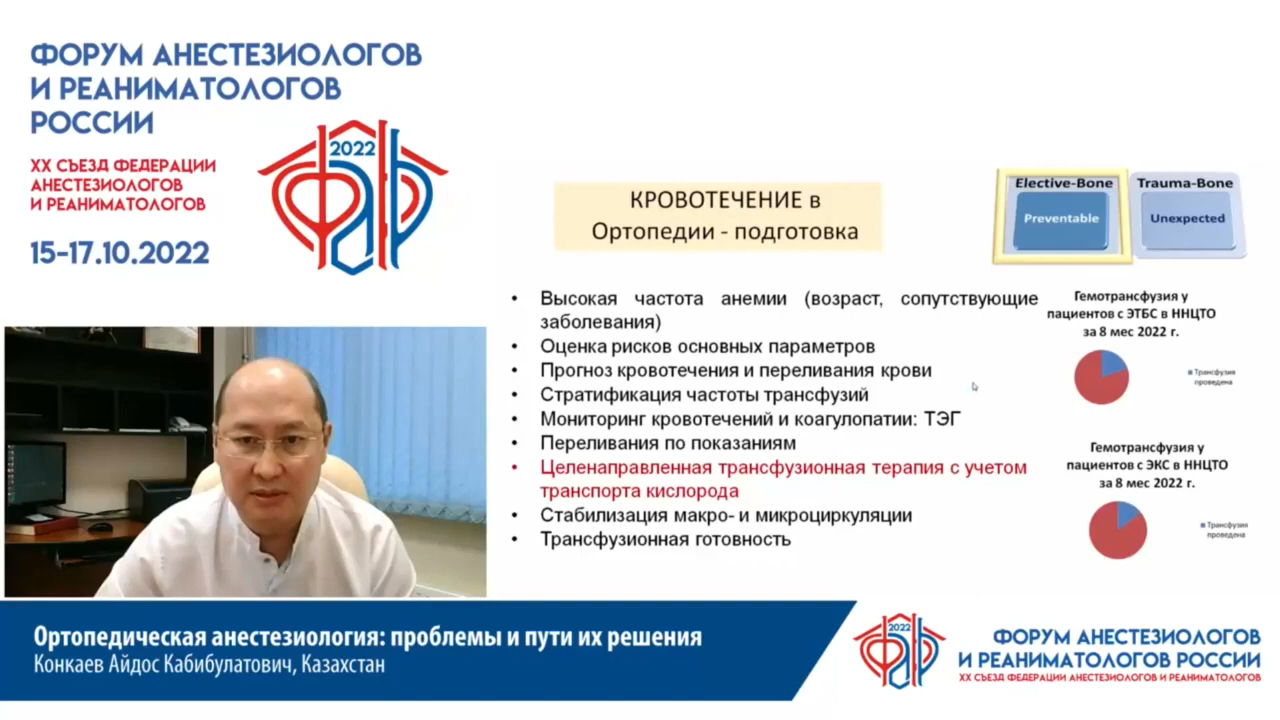 ФОРУМ АНЕСТЕЗИОЛОГОВ
И РЕАНИМАТОЛОГОВ
РОССИИ
XX СЪЕЗД ФЕДЕРАЦИИ
АНЕСТЕЗИОЛОГОВ
И РЕАНИМАТОЛОГОВ
15-17.10.2022
2022
ФАР
КРОВОТЕЧЕНИЕ в
Ортопедии - подготовка
Elective-Bone
Preventable
Trauma-Bone
Unexpected
• Высокая частота анемии (возраст, сопутствующие
заболевания)
• Оценка рисков основных параметров
• Прогноз кровотечения и переливания крови
• Стратификация частоты трансфузий
• Мониторинг кровотечений и коагулопатии: ТЭГ
• Переливания по показаниям
• Целенаправленная трансфузионная терапия с учетом
транспорта кислорода
• Стабилизация макро- и микроциркуляции
• Трансфузионная готовность
Гемотрансфузия у
пациентов с ЭТБС в ННЦТО
за 8 мес 2022 г.
Трансфузия
проведена
Гемотрансфузия у
пациентов с ЭКС в ННЦТО
за 8 мес 2022 г.
Трансфузия
проведена
Ортопедическая анестезиология: проблемы и пути их решения
Конкаев Айдос Кабибулатович, Казахстан
2022
ФАР
ФОРУМ АНЕСТЕЗИОЛОГОВ
И РЕАНИМАТОЛОГОВ РОССИИ
XX СЪЕЗД ФЕДЕРАЦИИ АНЕСТЕЗИОЛОГОВ И РЕАНИМАТОЛОГОВ